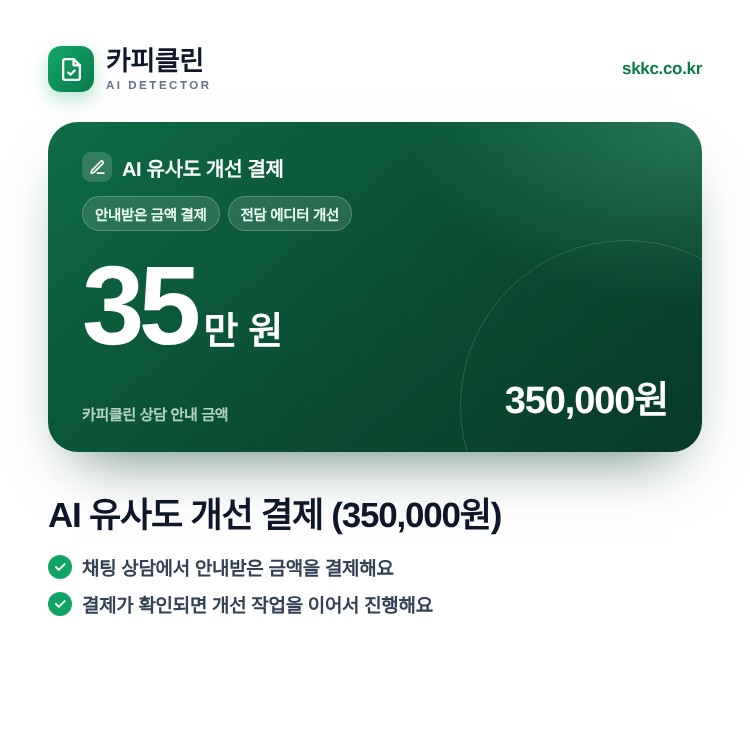 카피클린
AI DETECTOR
skkc.co.kr
AI 유사도 개선 결제
안내받은 금액 결제
전담 에디터 개선
35만 원
카피클린 상담 안내 금액
350,000원
AI 유사도 개선 결제 (350,000원)
채팅 상담에서 안내받은 금액을 결제해요
결제가 확인되면 개선 작업을 이어서 진행해요